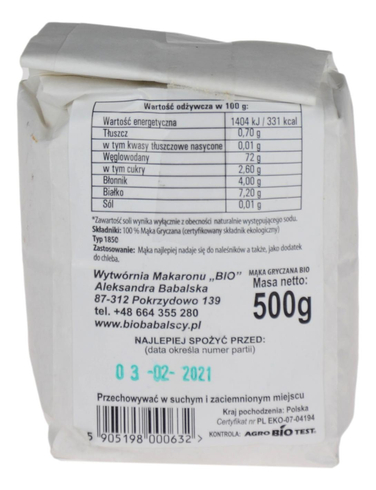 Wartość odżywcza w 100 g:
Wartość energetyczna 1404 kJ / 331 kcal
Tłuszcz 0,70 g
w tym kwasy tłuszczowe nasycone 0,01 g
Węglowodany 72 g
w tym cukry 2,60 g
Błonnik 4,00 g
Białko 7,20 g
Sól 0,01 g
*Zawartość soli wynika wyłącznie z obecności naturalnie występującego sodu.
Składniki: 100 % Mąka Gryczana (certyfikowany składnik ekologiczny)
Typ 1850
Zastosowanie: Mąka najlepiej nadaje się do naleśników a także, jako dodatek
do chleba.
Wytwórnia Makaronu „BIO”
Aleksandra Babalska
87-312 Pokrzydowo 139
tel. +48 664 355 280
www.biobabalscy.pl
MĄKA GRYCZANA BIO
Masa netto:
500g
NAJLEPIEJ SPOŻYĆ PRZED:
(data określa numer partii)
03-02-2021
Przechowywać w suchym i zaciemnionym miejscu
Kraj pochodzenia: Polska
Certyfikat nr PL EKO-07-04194
KONTROLA: AGRO BIO TEST
5 905198 000632 >